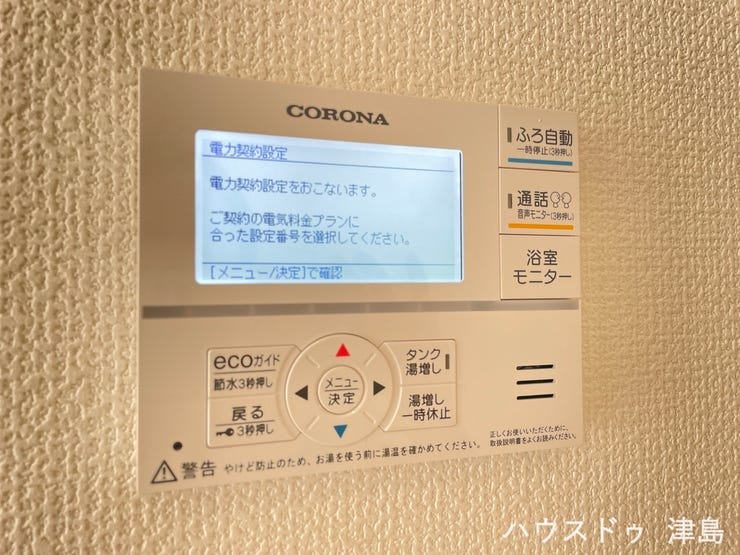 CORONA
電力契約設定
電力契約設定をおこないます。
ご契約の電気料金プランに
合った設定番号を選択してください。
[メニュー/決定]で確認
ふろ自動
一時停止(3秒押し)
通話
音声モニター(3秒押し)
浴室
モニター
ecoガイド
節水3秒押し
戻る
3秒押し
メニュー
決定
タンク
湯増し
湯増し
一時休止
正しくお使いいただくために、
取扱説明書をよくお読みください。
警告 やけど防止のため、お湯を使う前に湯温を確かめてください。
ハウスドゥ 津島